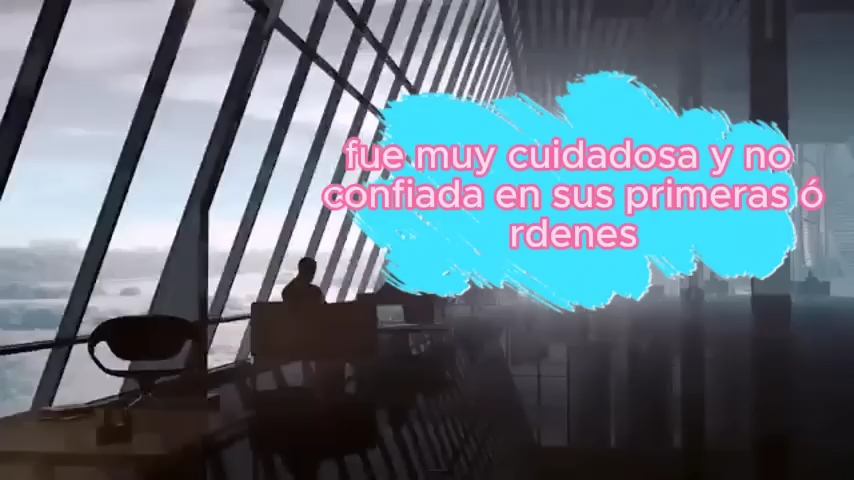 fue muy cuidadosa y no
confiada en sus primeras ó
rdenes